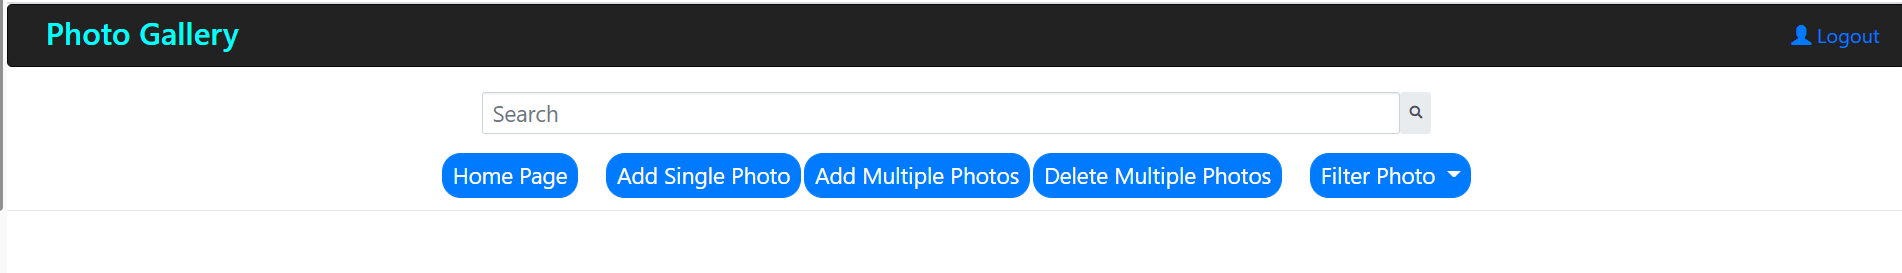 Photo Gallery Logout
Search
Home Page Add Single Photo Add Multiple Photos Delete Multiple Photos Filter Photo